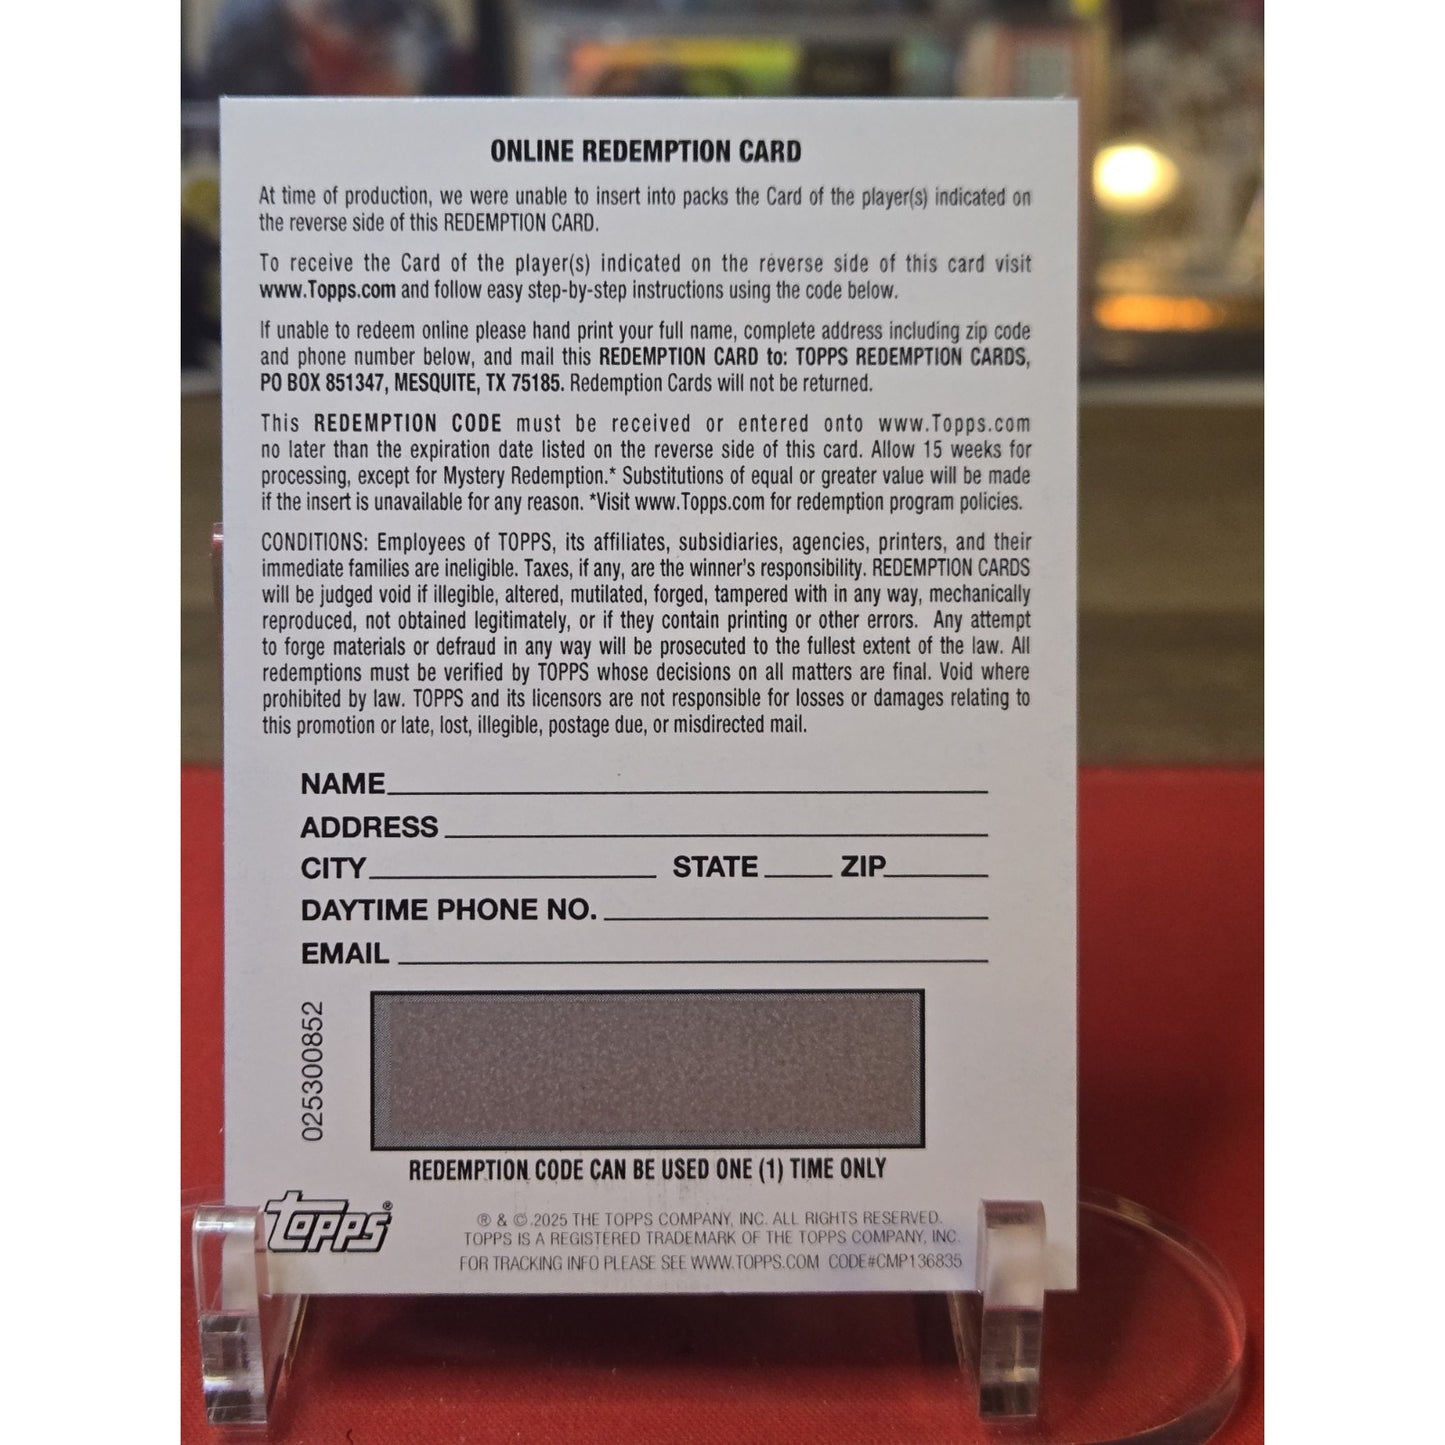 ONLINE REDEMPTION CARD
At time of production, we were unable to insert into packs the Card of the player(s) indicated on
the reverse side of this REDEMPTION CARD.
To receive the Card of the player(s) indicated on the reverse side of this card visit
www.Topps.com and follow easy step-by-step instructions using the code below.
If unable to redeem online please hand print your full name, complete address including zip code
and phone number below, and mail this REDEMPTION CARD to: TOPPS REDEMPTION CARDS,
PO BOX 851347, MESQUITE, TX 75185. Redemption Cards will not be returned.
This REDEMPTION CODE must be received or entered onto www.Topps.com
no later than the expiration date listed on the reverse side of this card. Allow 15 weeks for
processing, except for Mystery Redemption.* Substitutions of equal or greater value will be made
if the insert is unavailable for any reason. *Visit www.Topps.com for redemption program policies.
CONDITIONS: Employees of TOPPS, its affiliates, subsidiaries, agencies, printers, and their
immediate families are ineligible. Taxes, if any, are the winner's responsibility. REDEMPTION CARDS
will be judged void if illegible, altered, mutilated, forged, tampered with in any way, mechanically
reproduced, not obtained legitimately, or if they contain printing or other errors. Any attempt
to forge materials or defraud in any way will be prosecuted to the fullest extent of the law. All
redemptions must be verified by TOPPS whose decisions on all matters are final. Void where
prohibited by law. TOPPS and its licensors are not responsible for losses or damages relating to
this promotion or late, lost, illegible, postage due, or misdirected mail.
NAME
ADDRESS
CITY STATE ZIP
DAYTIME PHONE NO.
EMAIL
025300852
REDEMPTION CODE CAN BE USED ONE (1) TIME ONLY
Topps®
® & © 2025 THE TOPPS COMPANY, INC. ALL RIGHTS RESERVED.
TOPPS IS A REGISTERED TRADEMARK OF THE TOPPS COMPANY, INC.
FOR TRACKING INFO PLEASE SEE WWW.TOPPS.COM CODE#CMP136835